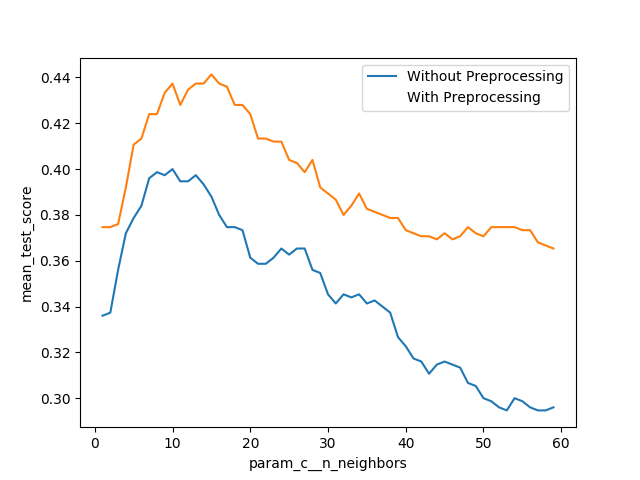 Without Preprocessing
With Preprocessing
0.44
0.42
0.40
0.38
0.36
0.34
0.32
0.30
mean_test_score
0 10 20 30 40 50 60
param_c__n_neighbors